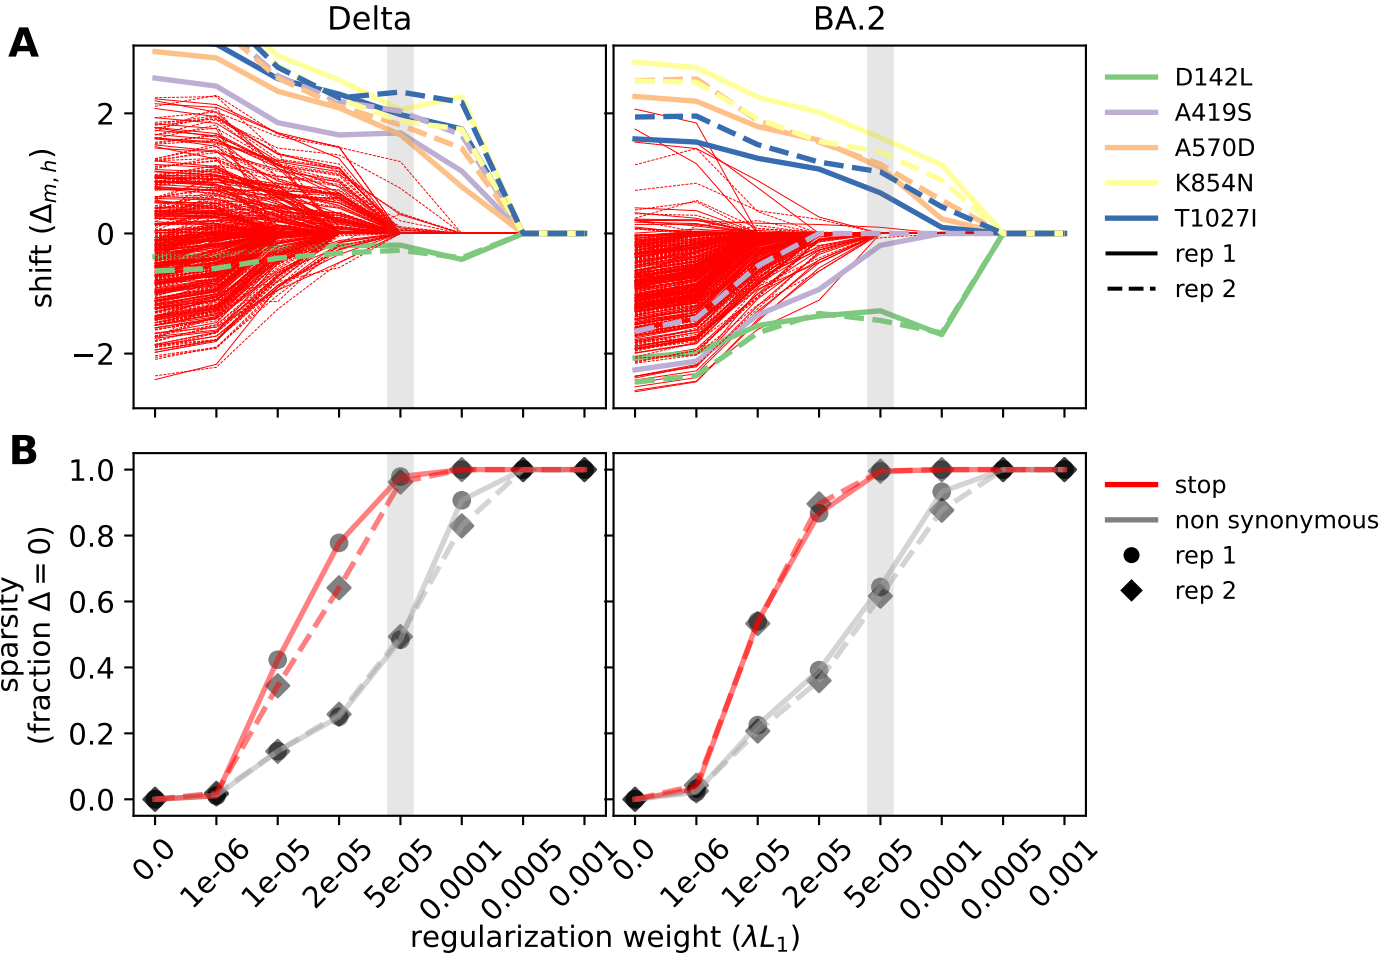 A
Delta
BA.2
shift (Δm, h)
2
0
−2
D142L
A419S
A570D
K854N
T1027I
rep 1
rep 2
B
sparsity
(fraction Δ = 0)
1.0
0.8
0.6
0.4
0.2
0.0
stop
non synonymous
rep 1
rep 2
0.0
1e-06
1e-05
2e-05
5e-05
0.0001
0.0005
0.001
0.0
1e-06
1e-05
2e-05
5e-05
0.0001
0.0005
0.001
regularization weight (λL1)